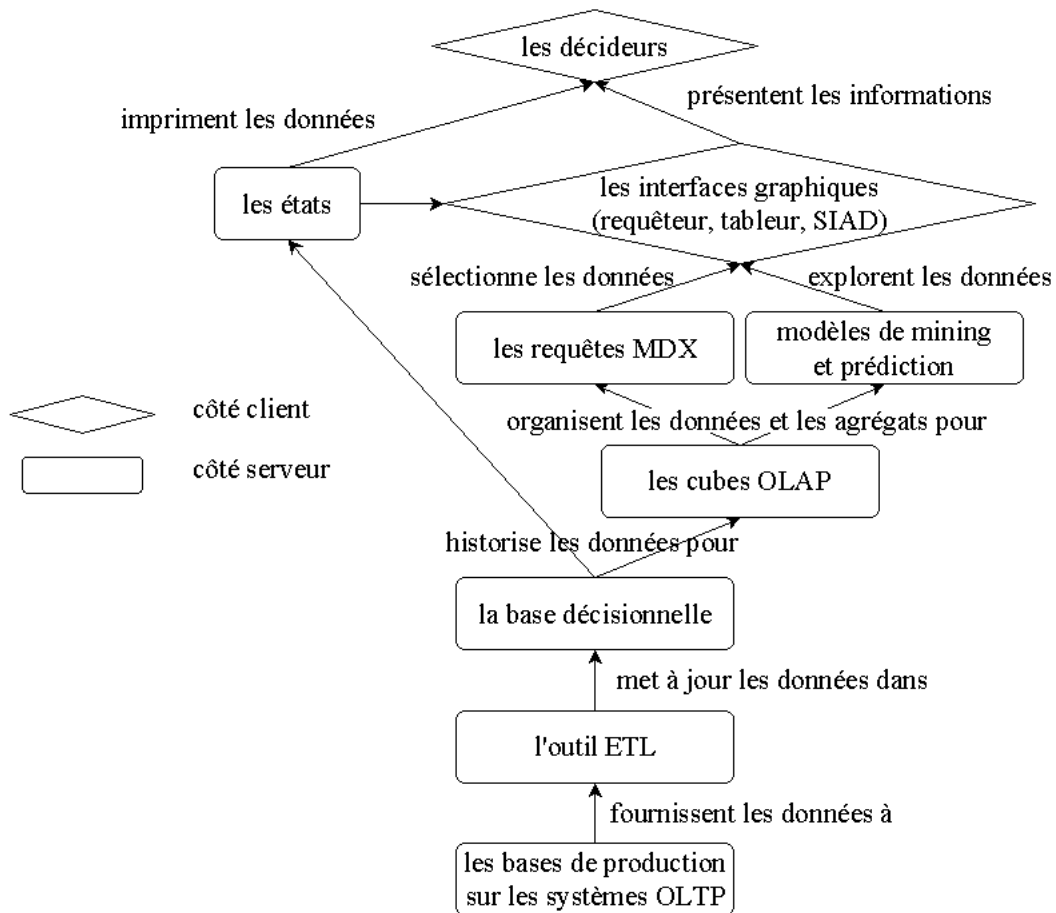 les décideurs
présentent les informations
impriment les données
les états
les interfaces graphiques
(requêteur, tableur, SIAD)
sélectionne les données
explorent les données
les requêtes MDX
modèles de mining
et prédiction
côté client
organisent les données et les agrégats pour
côté serveur
les cubes OLAP
historise les données pour
la base décisionnelle
met à jour les données dans
l'outil ETL
fournissent les données à
les bases de production
sur les systèmes OLTP